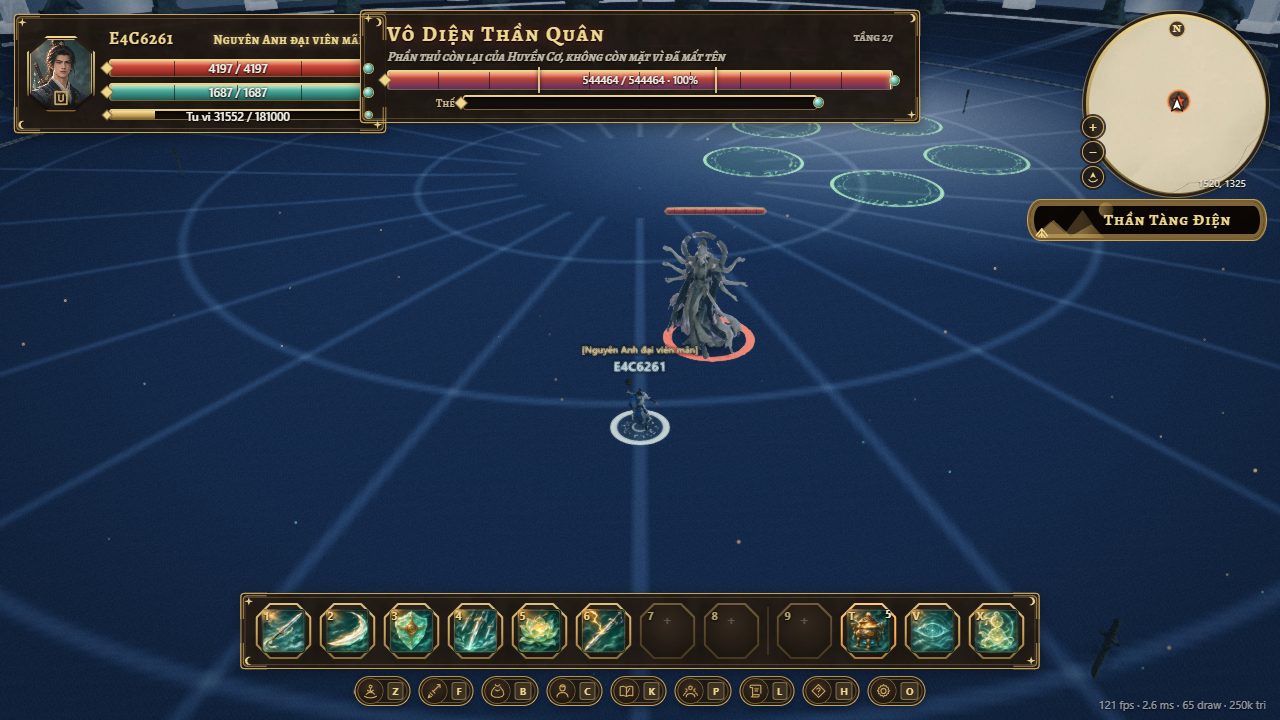 E4C6261
Nguyên Anh đại viên mã
4197 / 4197
1687 / 1687
Tu vi 31552 / 181000
U
Vô Diện Thần Quân
Tầng 27
Phần thủ còn lại của Huyền Cơ, không còn mặt vì đã mất tên
544464 / 544464 · 100%
Thế
N
+
−
1520, 1325
Thần Tàng Điện
[Nguyên Anh đại viên mãn]
E4C6261
1 2 3 4 5 6 7 8 9 T 5 V X
Z F B C K P L H O
121 fps · 2.6 ms · 65 draw · 250k tri